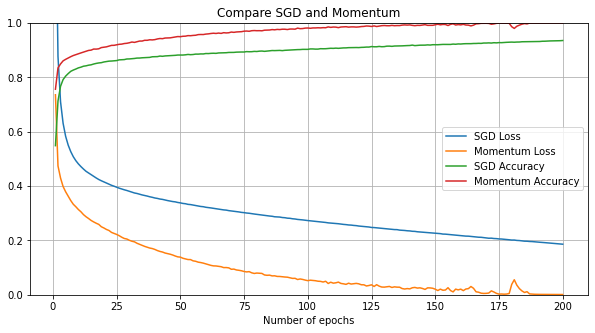 Compare SGD and Momentum
1.0
0.8
0.6
0.4
0.2
0.0
SGD Loss
Momentum Loss
SGD Accuracy
Momentum Accuracy
0 25 50 75 100 125 150 175 200
Number of epochs